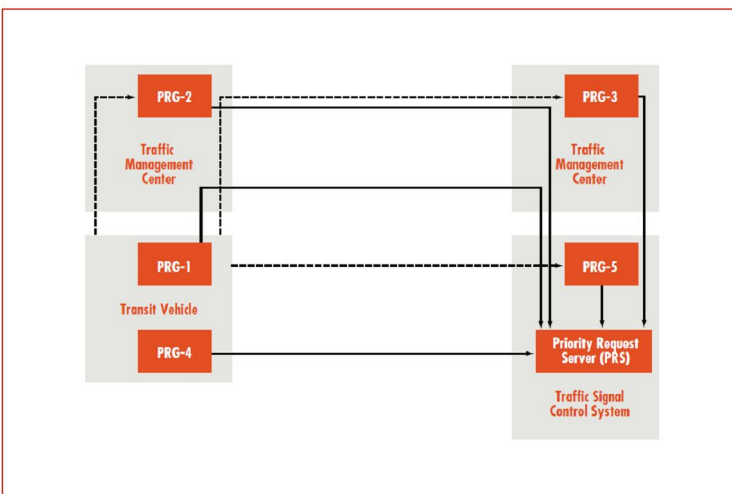 PRG-2
Traffic
Management
Center
PRG-3
Traffic
Management
Center
PRG-1
Transit Vehicle
PRG-4
PRG-5
Priority Request
Server (PRS)
Traffic Signal
Control System